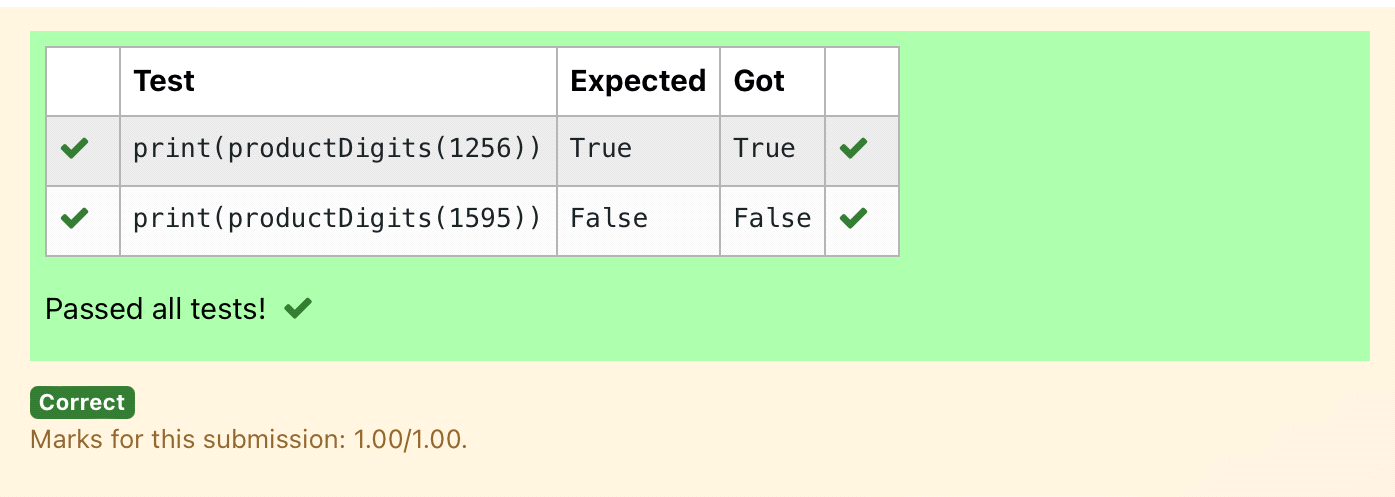 Test Expected Got
print(productDigits(1256)) True True
print(productDigits(1595)) False False
Passed all tests!
Correct
Marks for this submission: 1.00/1.00.